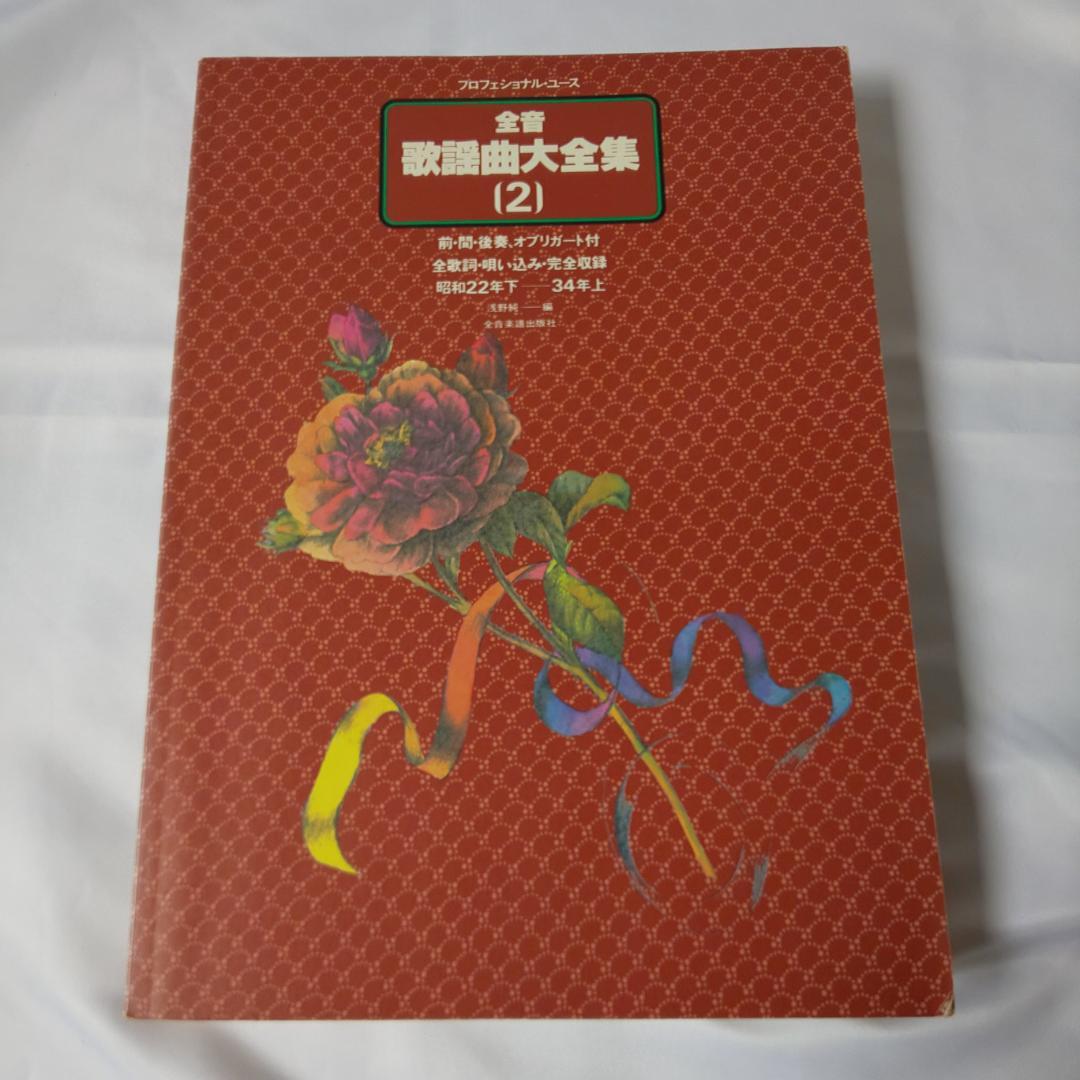 プロフェショナル・ユース
全音
歌謡曲大全集
(2)
前・間・後奏、オブリガート付
全歌詞・唄い込み・完全収録
昭和22年下──34年上
浅野純──編
全音楽譜出版社